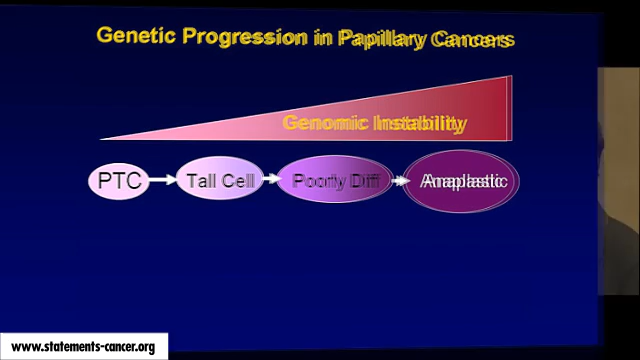 Genetic Progression in Papillary Cancers
Genomic Instability
PTC
Tall Cell
Poorly Diff
Anaplastic
www.statements-cancer.org